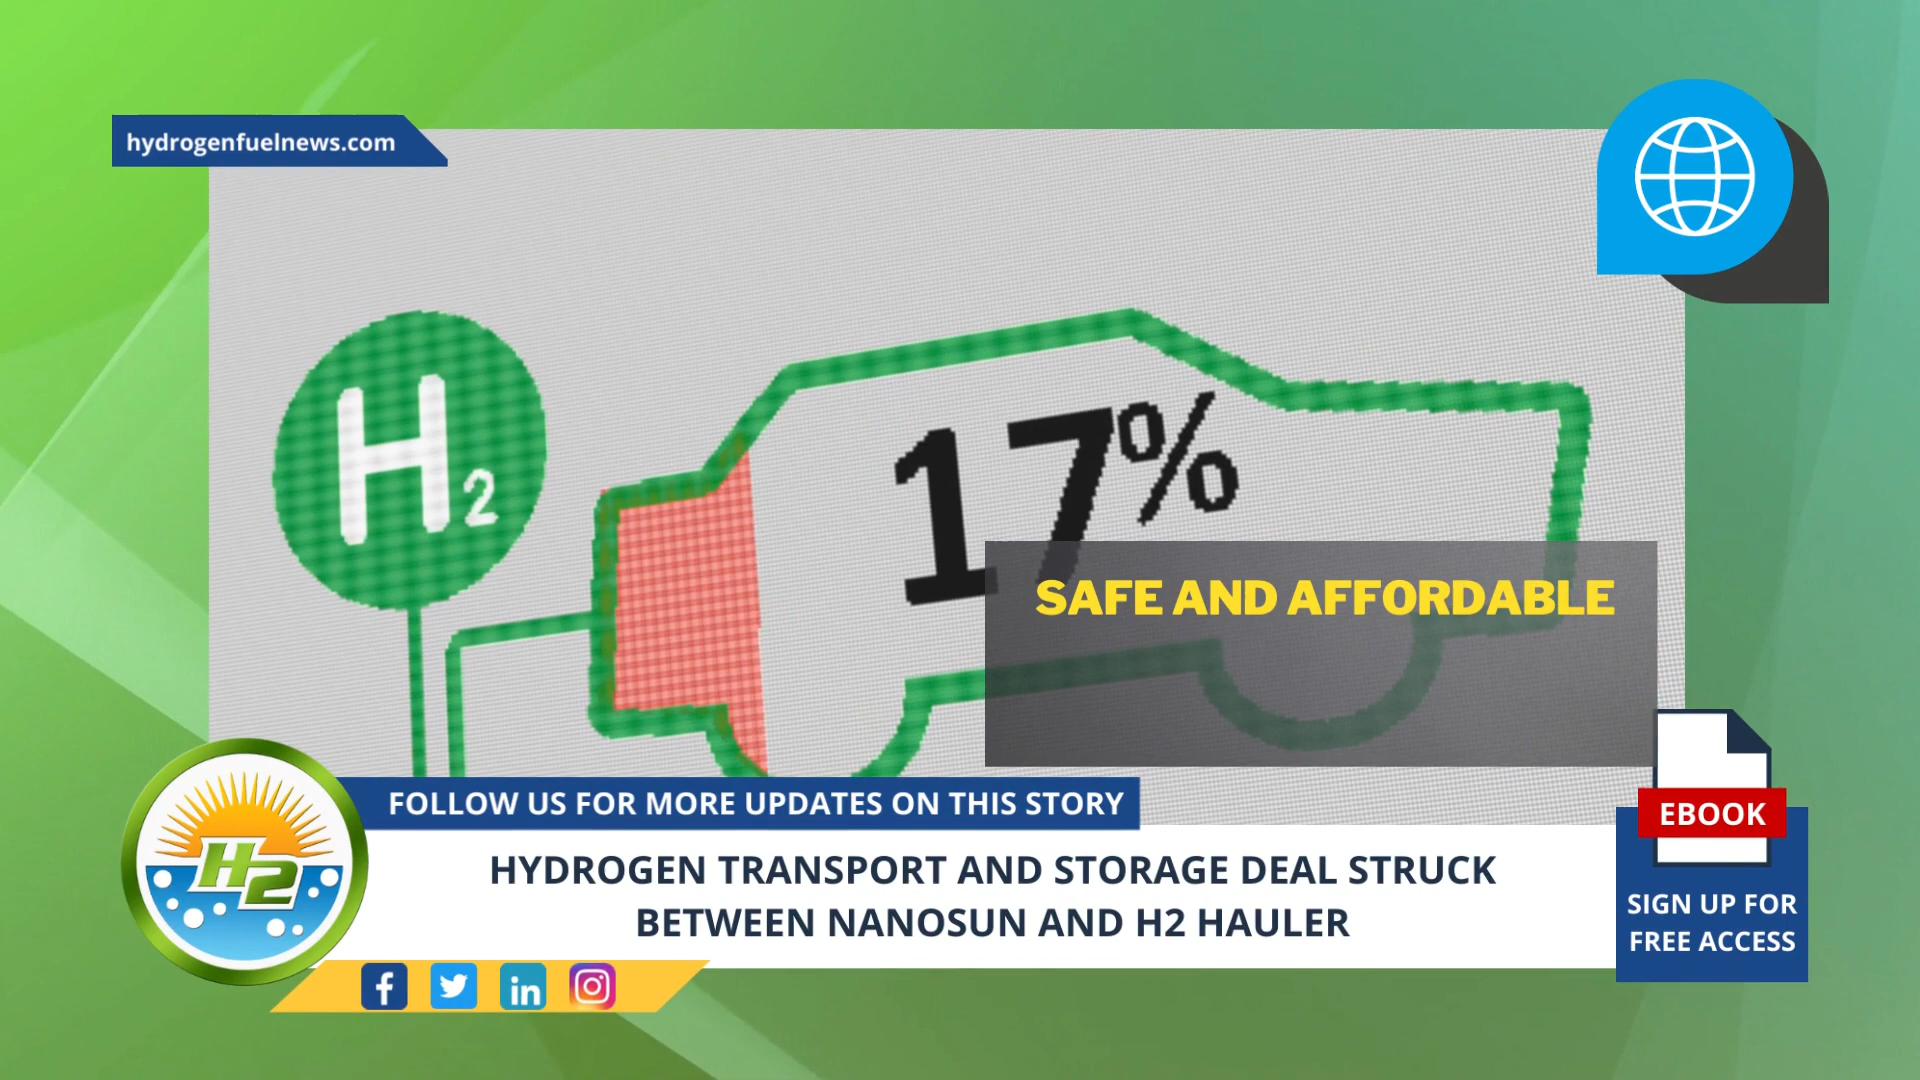 hydrogenfuelnews.com
H2
17%
SAFE AND AFFORDABLE
FOLLOW US FOR MORE UPDATES ON THIS STORY
HYDROGEN TRANSPORT AND STORAGE DEAL STRUCK
BETWEEN NANOSUN AND H2 HAULER
H2
EBOOK
SIGN UP FOR
FREE ACCESS